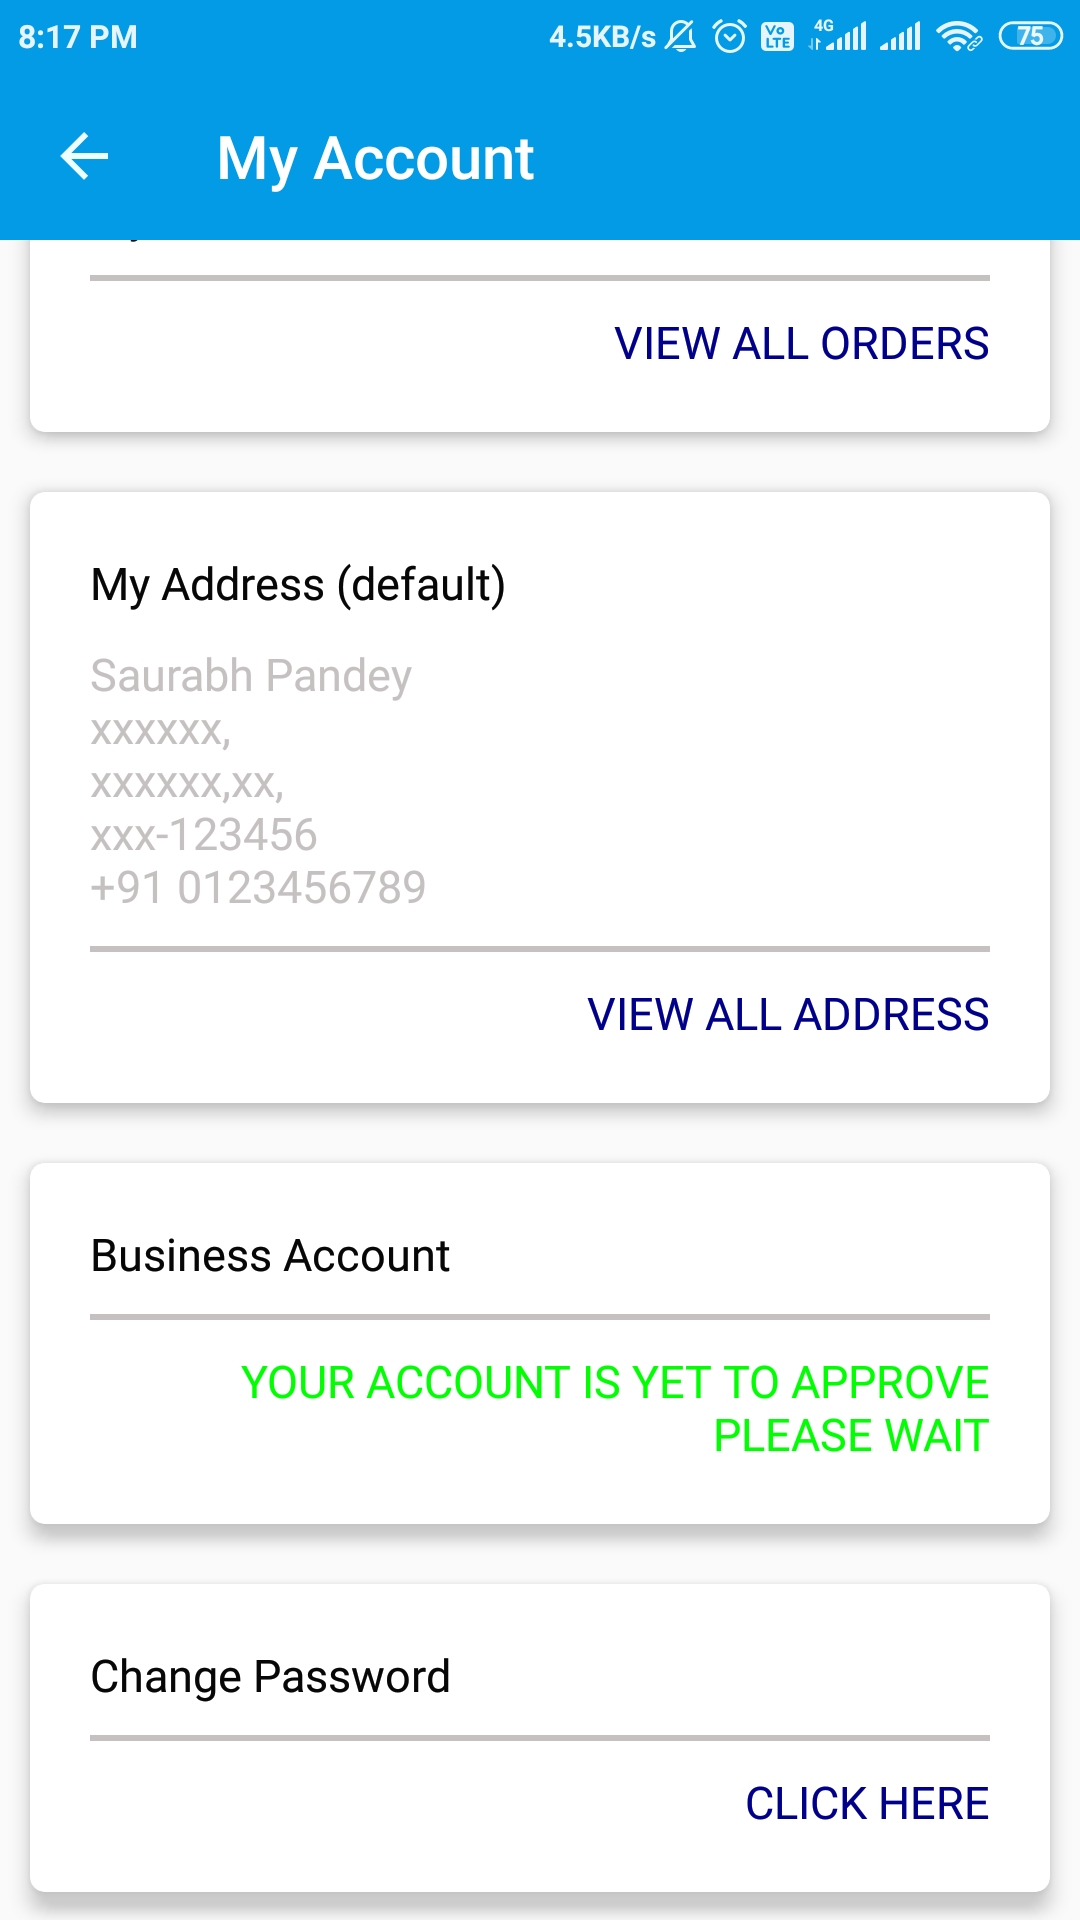 8:17 PM 4.5KB/s Vo LTE 4G 75
My Account
VIEW ALL ORDERS
My Address (default)
Saurabh Pandey
xxxxxx,
xxxxxx,xx,
xxx-123456
+91 0123456789
VIEW ALL ADDRESS
Business Account
YOUR ACCOUNT IS YET TO APPROVE
PLEASE WAIT
Change Password
CLICK HERE